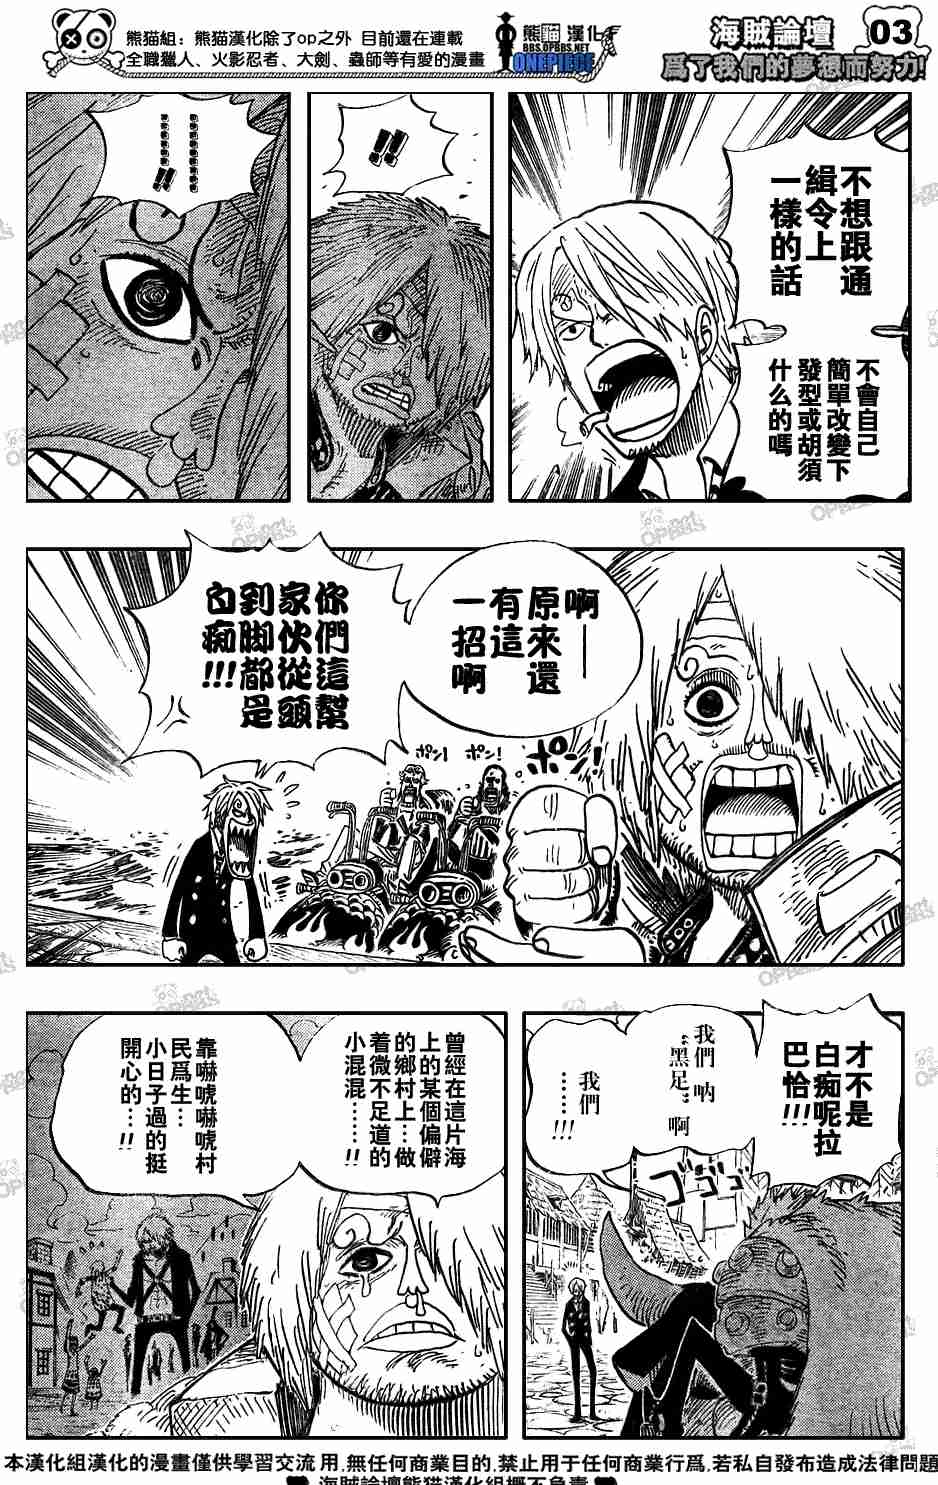 熊猫組：熊猫漢化除了op之外 目前還在連載
全職獵人、火影忍者、大劍、蟲師等有愛的漫畫
熊貓 漢化
BBS.OPBBS.NET
ONEPIECE
海賊論壇
03
爲了我們的夢想而努力!
不想跟通
緝令上
一樣的話
不會自己
簡單改變下
發型或胡須
什么的嗎
!!
…………
…………!!
啊—
原來還
有這
一招啊
你們這幫
家伙從頭
到脚都是
白痴!!!
ポン!
ポン!
ポン!
才不是
白痴呢拉
巴恰!!!
我們 吶
“黑足”啊
我們
……!!!
ゴゴゴゴ
曾經在這片海
上的某個偏僻
的鄉村上…做
着微不足道的
小混混……!!
靠嚇唬嚇唬村
民爲生…
小日子過的挺
開心的…!!
本漢化組漢化的漫畫僅供學習交流用,無任何商業目的,禁止用于任何商業行爲,若私自發布造成法律問題
海賊論壇熊猫漢化組概不負責